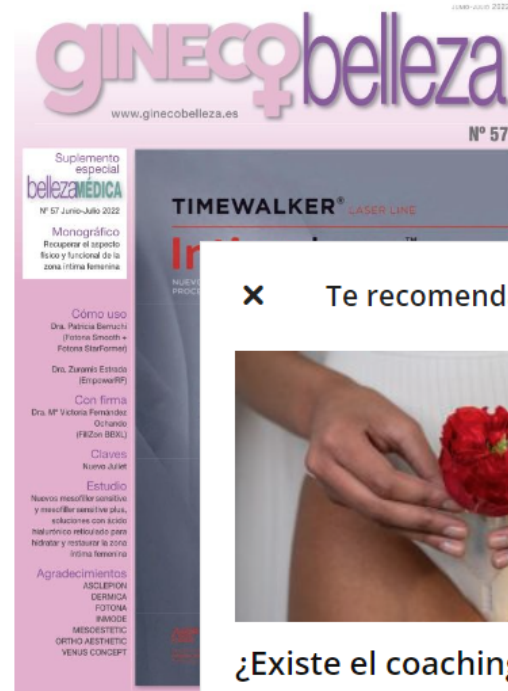 JUNIO-JULIO 2022
GINECObelleza
www.ginecobelleza.es
Nº 57
Suplemento
especial
bellezaMÉDICA
Nº 57 Junio-Julio 2022
Monográfico
Recuperar el aspecto
físico y funcional de la
zona íntima femenina
Cómo uso
Dra. Patricia Berruchi
(Fotona Smooth +
Fotona StarFormer)
Dra. Zuramis Estrada
(EmpowerRF)
Con firma
Dra. Mª Victoria Fernández
Ochando
(FillZon BBXL)
Claves
Nuevo Juliet
Estudio
Nuevos mesofiller sensitive
y mesofiller sensitive plus,
soluciones con ácido
hialurónico reticulado para
hidratar y restaurar la zona
íntima femenina
Agradecimientos
ASCLEPION
DERMICA
FOTONA
INMODE
MESOESTETIC
ORTHO AESTHETIC
VENUS CONCEPT
TIMEWALKER® LASER LINE
× Te recomend
¿Existe el coaching